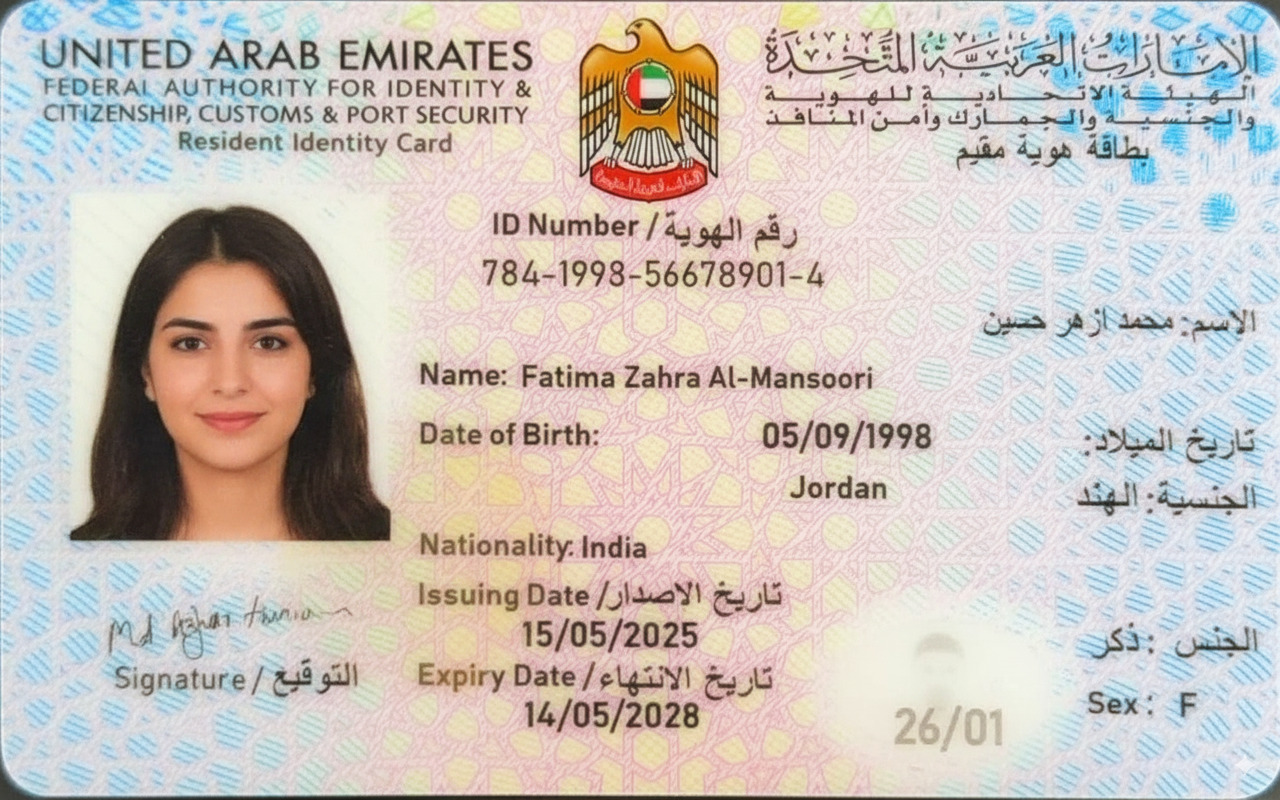 UNITED ARAB EMIRATES
FEDERAL AUTHORITY FOR IDENTITY &
CITIZENSHIP, CUSTOMS & PORT SECURITY
Resident Identity Card
الإمارات العربية المتحدة
الهيئة الاتحادية للهوية
والجنسية والجمارك وأمن المنافذ
بطاقة هوية مقيم
ID Number / رقم الهوية
784-1998-56678901-4
الإسم: محمد ازهر حسين
Name: Fatima Zahra Al-Mansoori
Date of Birth: 05/09/1998 تاريخ الميلاد:
Jordan
الجنسية: الهند
Nationality: India
Issuing Date / تاريخ الاصدار
15/05/2025
Expiry Date / تاريخ الانتهاء
14/05/2028
Md Azhar
Signature / التوقيع
الجنس: ذكر
Sex: F
26/01